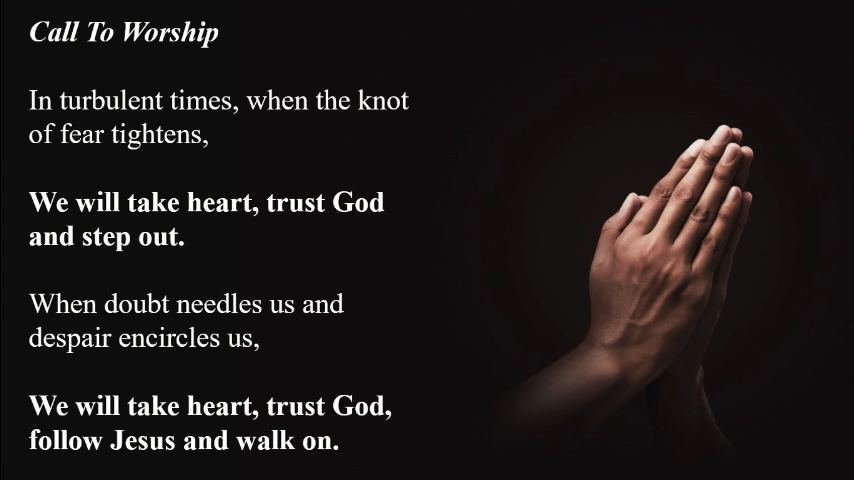 Call To Worship
In turbulent times, when the knot
of fear tightens,
We will take heart, trust God
and step out.
When doubt needles us and
despair encircles us,
We will take heart, trust God,
follow Jesus and walk on.